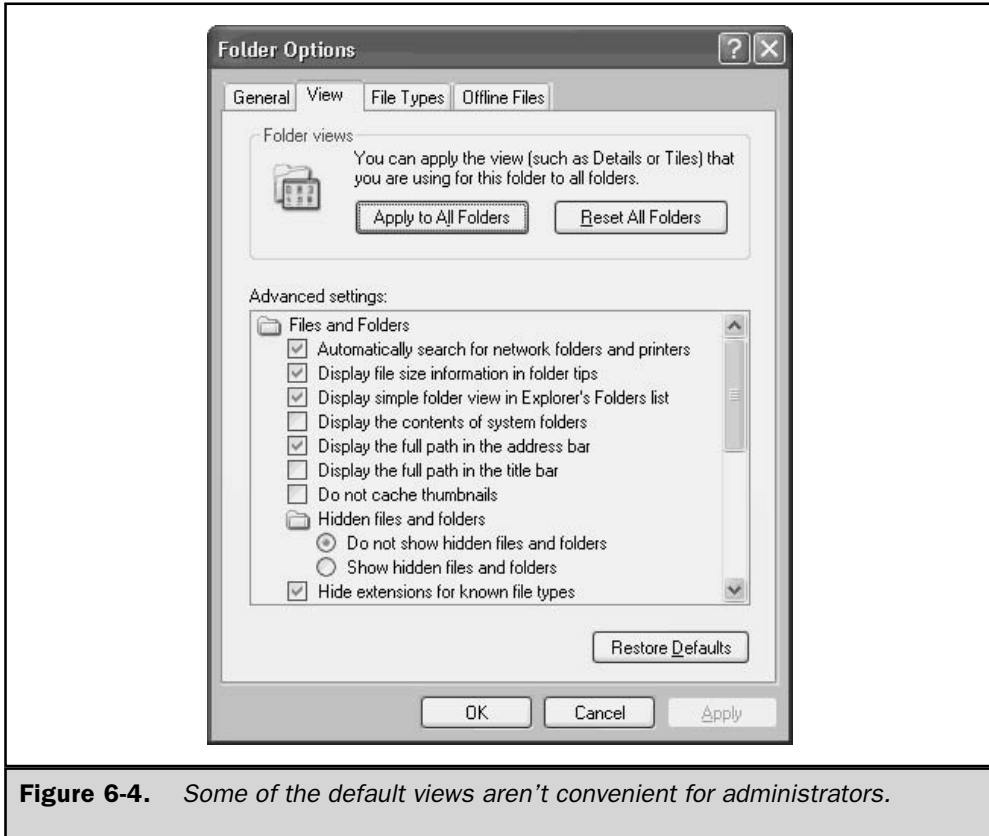 Folder Options
General View File Types Offline Files
Folder views
You can apply the view (such as Details or Tiles) that
you are using for this folder to all folders.
Apply to All Folders Reset All Folders
Advanced settings:
Files and Folders
Automatically search for network folders and printers
Display file size information in folder tips
Display simple folder view in Explorer's Folders list
Display the contents of system folders
Display the full path in the address bar
Display the full path in the title bar
Do not cache thumbnails
Hidden files and folders
Do not show hidden files and folders
Show hidden files and folders
Hide extensions for known file types
Restore Defaults
OK Cancel Apply
Figure 6-4. Some of the default views aren't convenient for administrators.